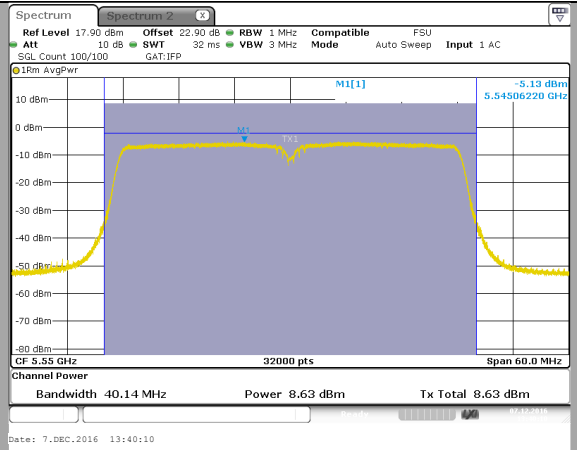 Spectrum Spectrum 2 X
Ref Level 17.90 dBm Offset 22.90 dB RBW 1 MHz Compatible FSU
Att 10 dB SWT 32 ms VBW 3 MHz Mode Auto Sweep Input 1 AC
SGL Count 100/100 GAT:IFP
1Rm AvgPwr
M1[1] -5.13 dBm
5.54506220 GHz
10 dBm
0 dBm
M1
TX1
-10 dBm
-20 dBm
-30 dBm
-40 dBm
-50 dBm
-60 dBm
-70 dBm
-80 dBm
CF 5.55 GHz 32000 pts Span 60.0 MHz
Channel Power
Bandwidth 40.14 MHz Power 8.63 dBm Tx Total 8.63 dBm
Ready 07.12.2016
Date: 7.DEC.2016 13:40:10